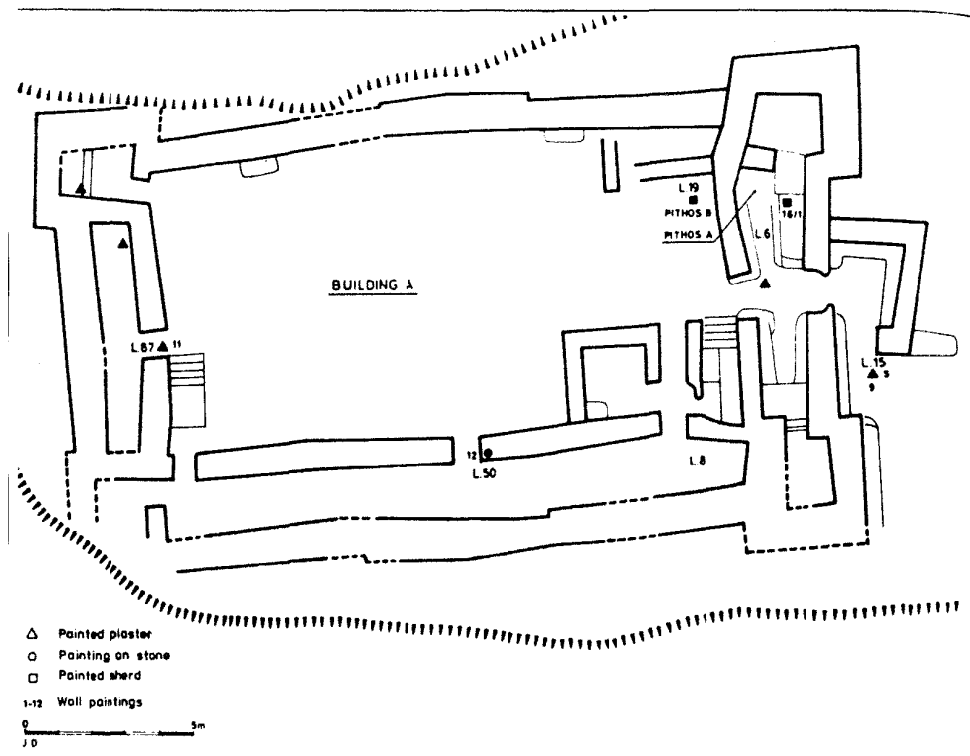 L.19
PITHOS B
16/1
PITHOS A
L.6
BUILDING A
L.87 11
L.15
9
12
L.50
L.8
Painted plaster
Painting on stone
Painted sherd
1-12 Wall paintings
0 5m
J D